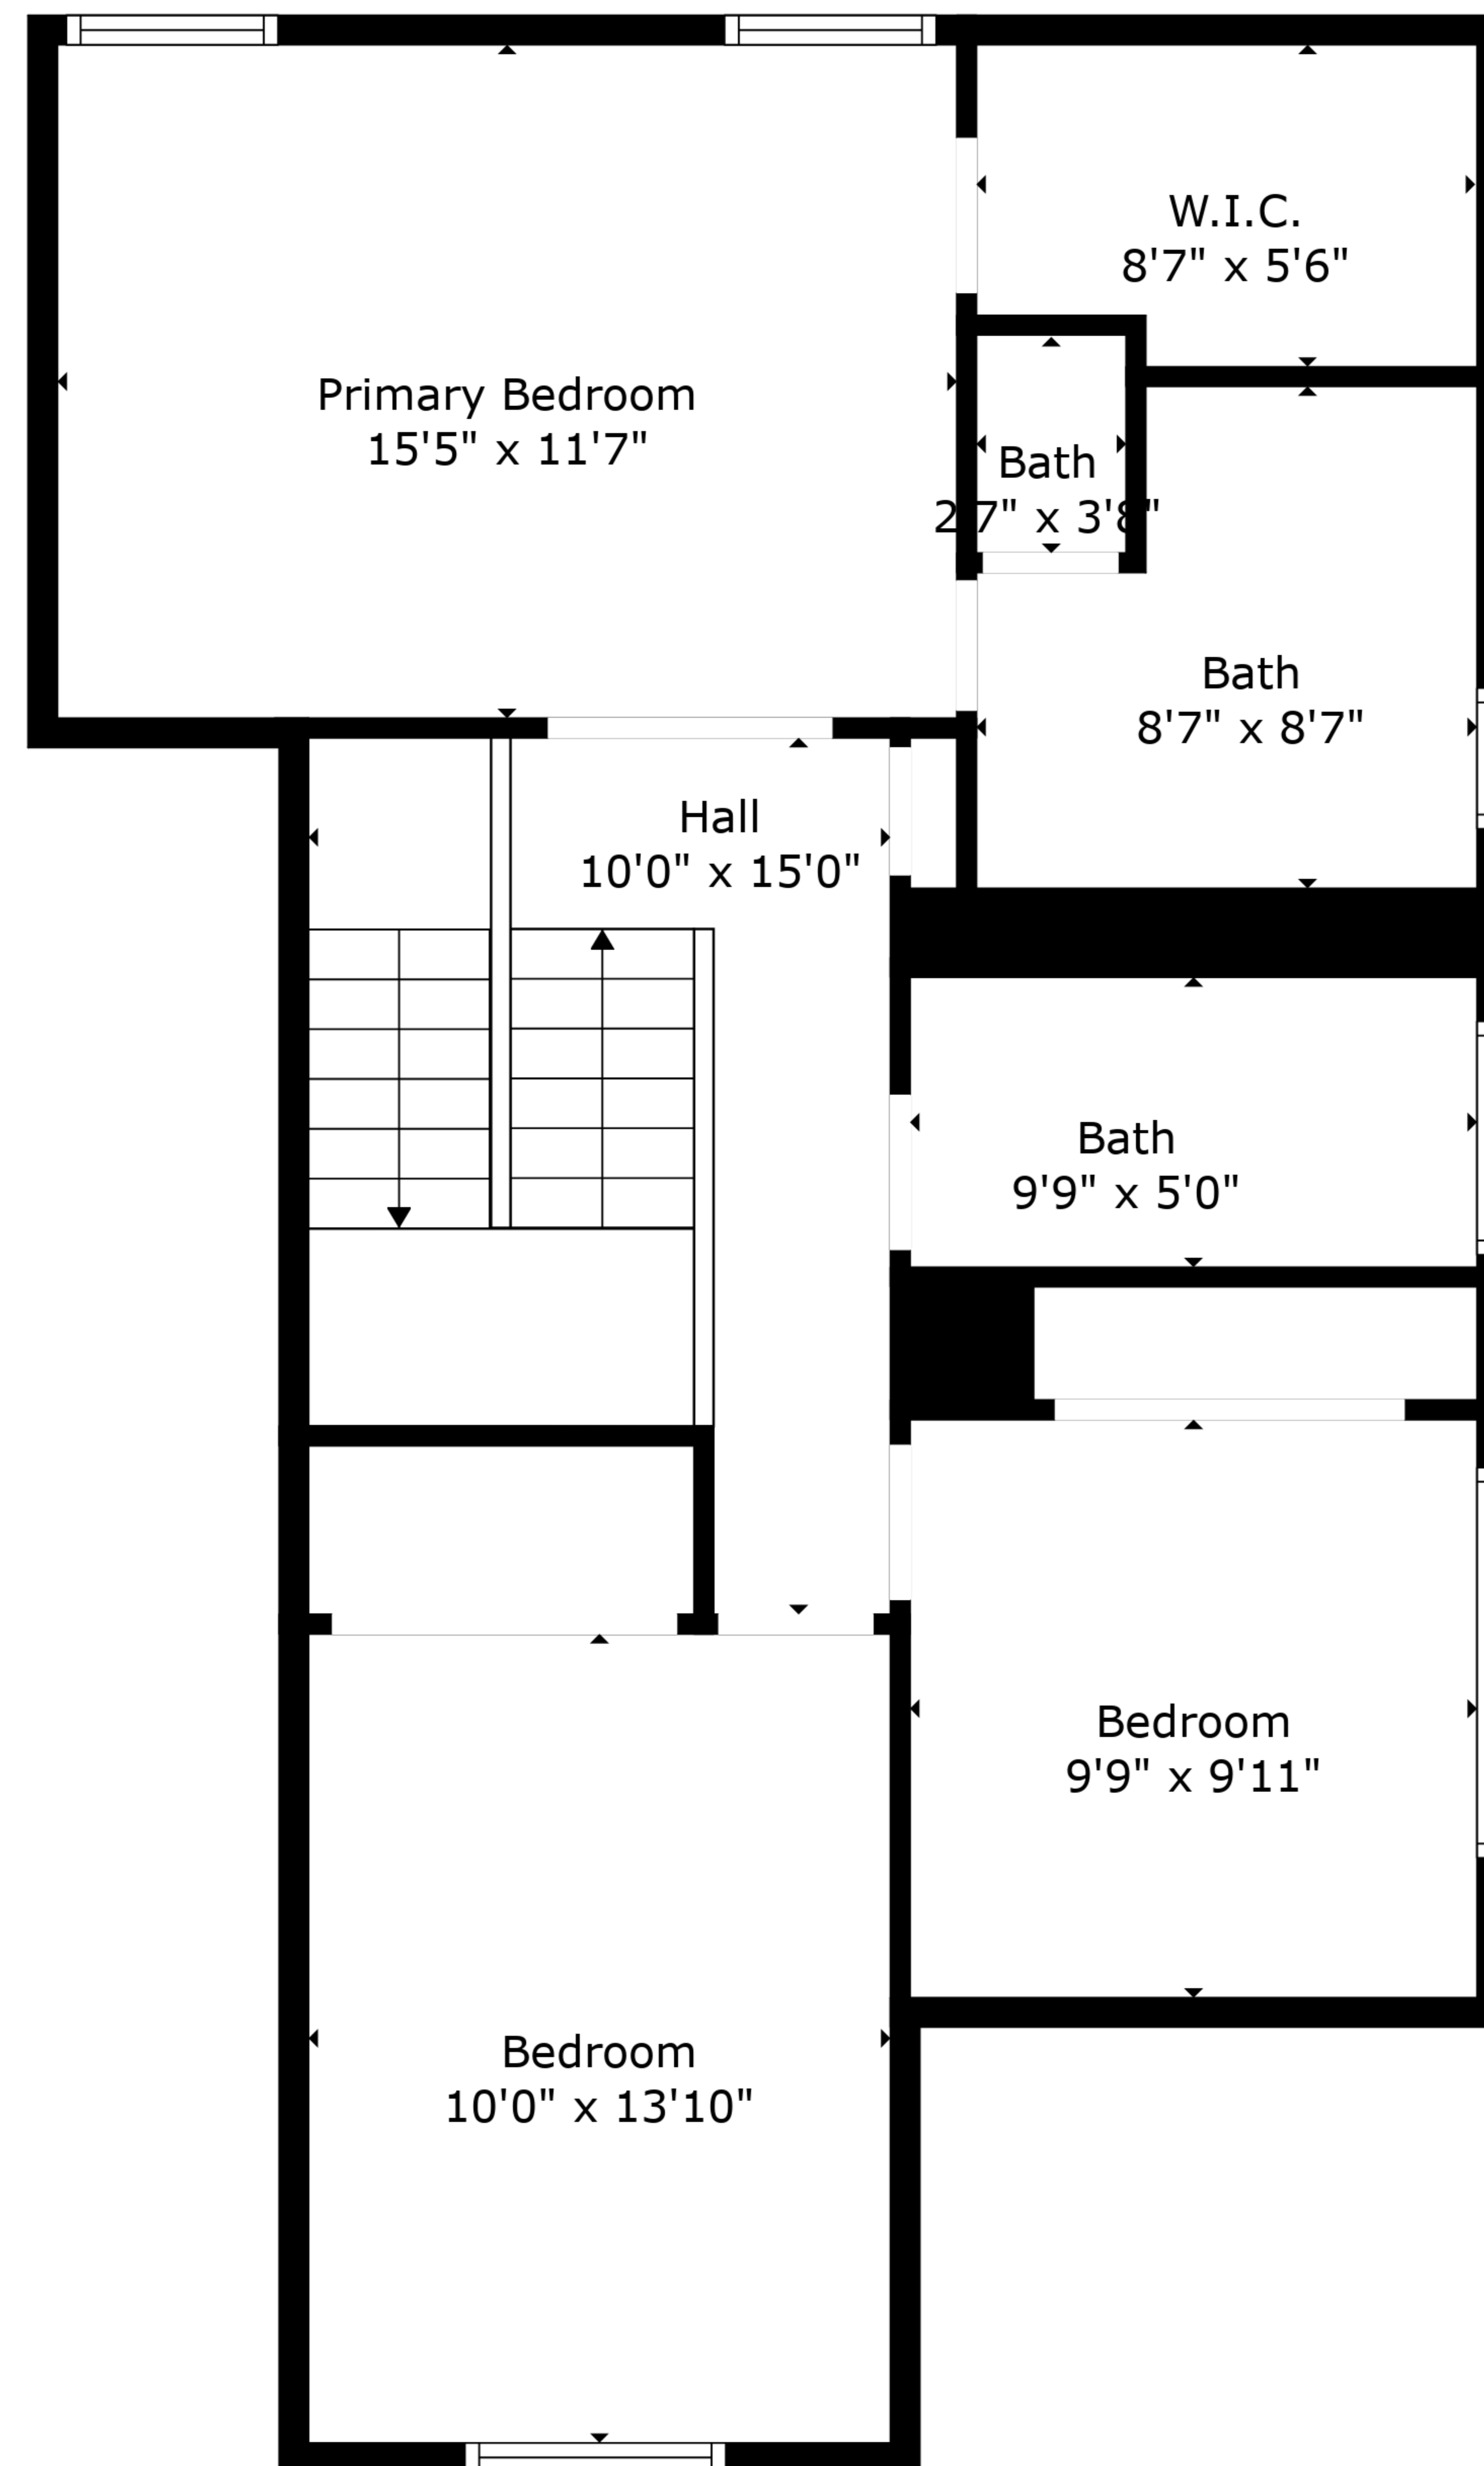 W.I.C.
8'7" x 5'6"
Primary Bedroom
15'5" x 11'7"
Bath
2'7" x 3'8"
Bath
8'7" x 8'7"
Hall
10'0" x 15'0"
Bath
9'9" x 5'0"
Bedroom
9'9" x 9'11"
Bedroom
10'0" x 13'10"